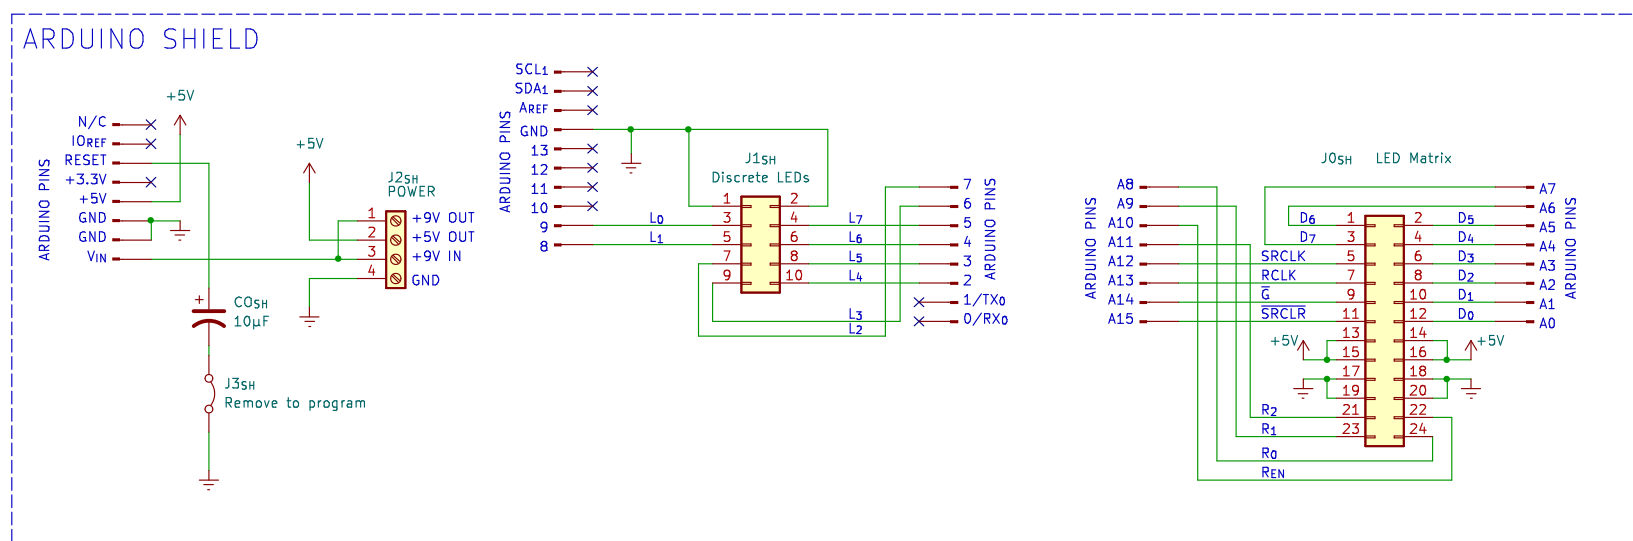 ARDUINO SHIELD
ARDUINO PINS
N/C
IOREF
RESET
+3.3V
+5V
GND
GND
VIN
+5V
+
C0SH
10µF
J3SH
Remove to program
+5V
J2SH
POWER
1 +9V OUT
2 +5V OUT
3 +9V IN
4 GND
ARDUINO PINS
SCL1
SDA1
AREF
GND
13
12
11
10
9
8
L0
L1
J1SH
Discrete LEDs
1 2
3 4
5 6
7 8
9 10
L7
L6
L5
L4
L3
L2
7
6
5
4
3
2
1/TX0
0/RX0
ARDUINO PINS
ARDUINO PINS
A8
A9
A10
A11
A12
A13
A14
A15
J0SH LED Matrix
D6 1 2 D5
D7 3 4 D4
SRCLK 5 6 D3
RCLK 7 8 D2
G̅ 9 10 D1
S̅R̅C̅L̅R̅ 11 12 D0
13 14
+5V 15 16 +5V
17 18
19 20
R2 21 22
R1 23 24
R0
REN
A7
A6
A5
A4
A3
A2
A1
A0
ARDUINO PINS